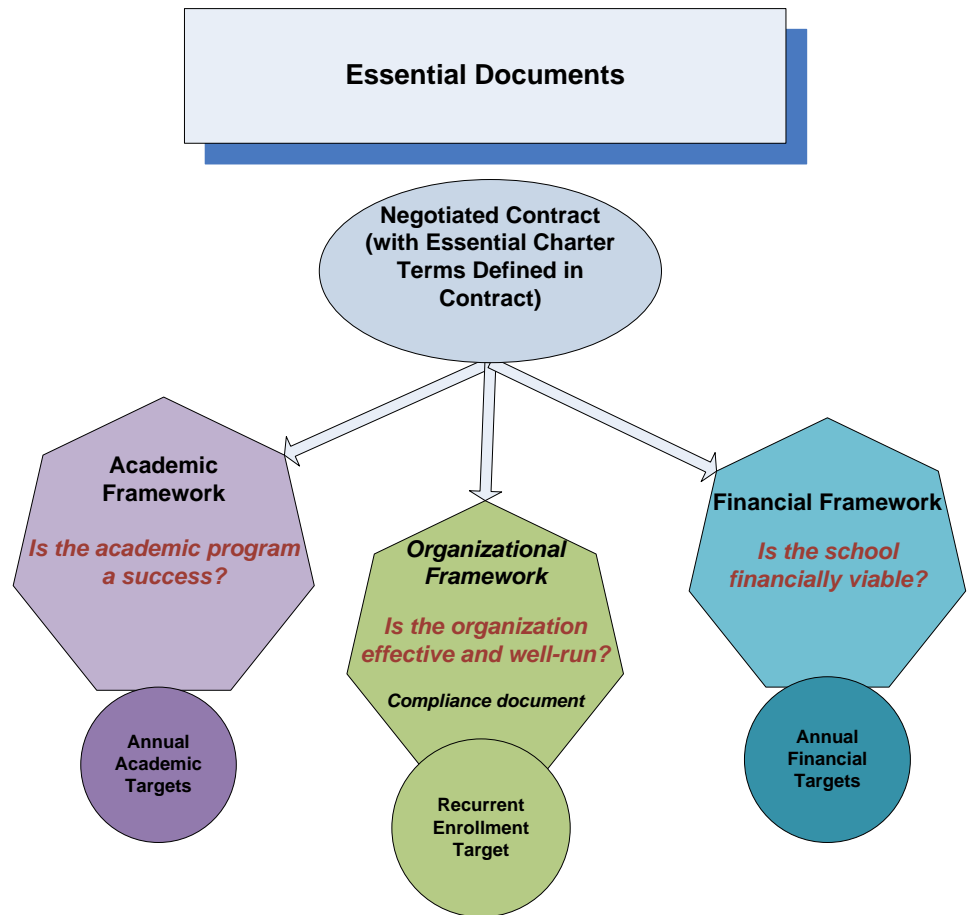 Essential Documents
Negotiated Contract
(with Essential Charter
Terms Defined in
Contract)
Academic
Framework
Is the academic program
a success?
Organizational
Framework
Is the organization
effective and well-run?
Compliance document
Financial Framework
Is the school
financially viable?
Annual
Academic
Targets
Recurrent
Enrollment
Target
Annual
Financial
Targets